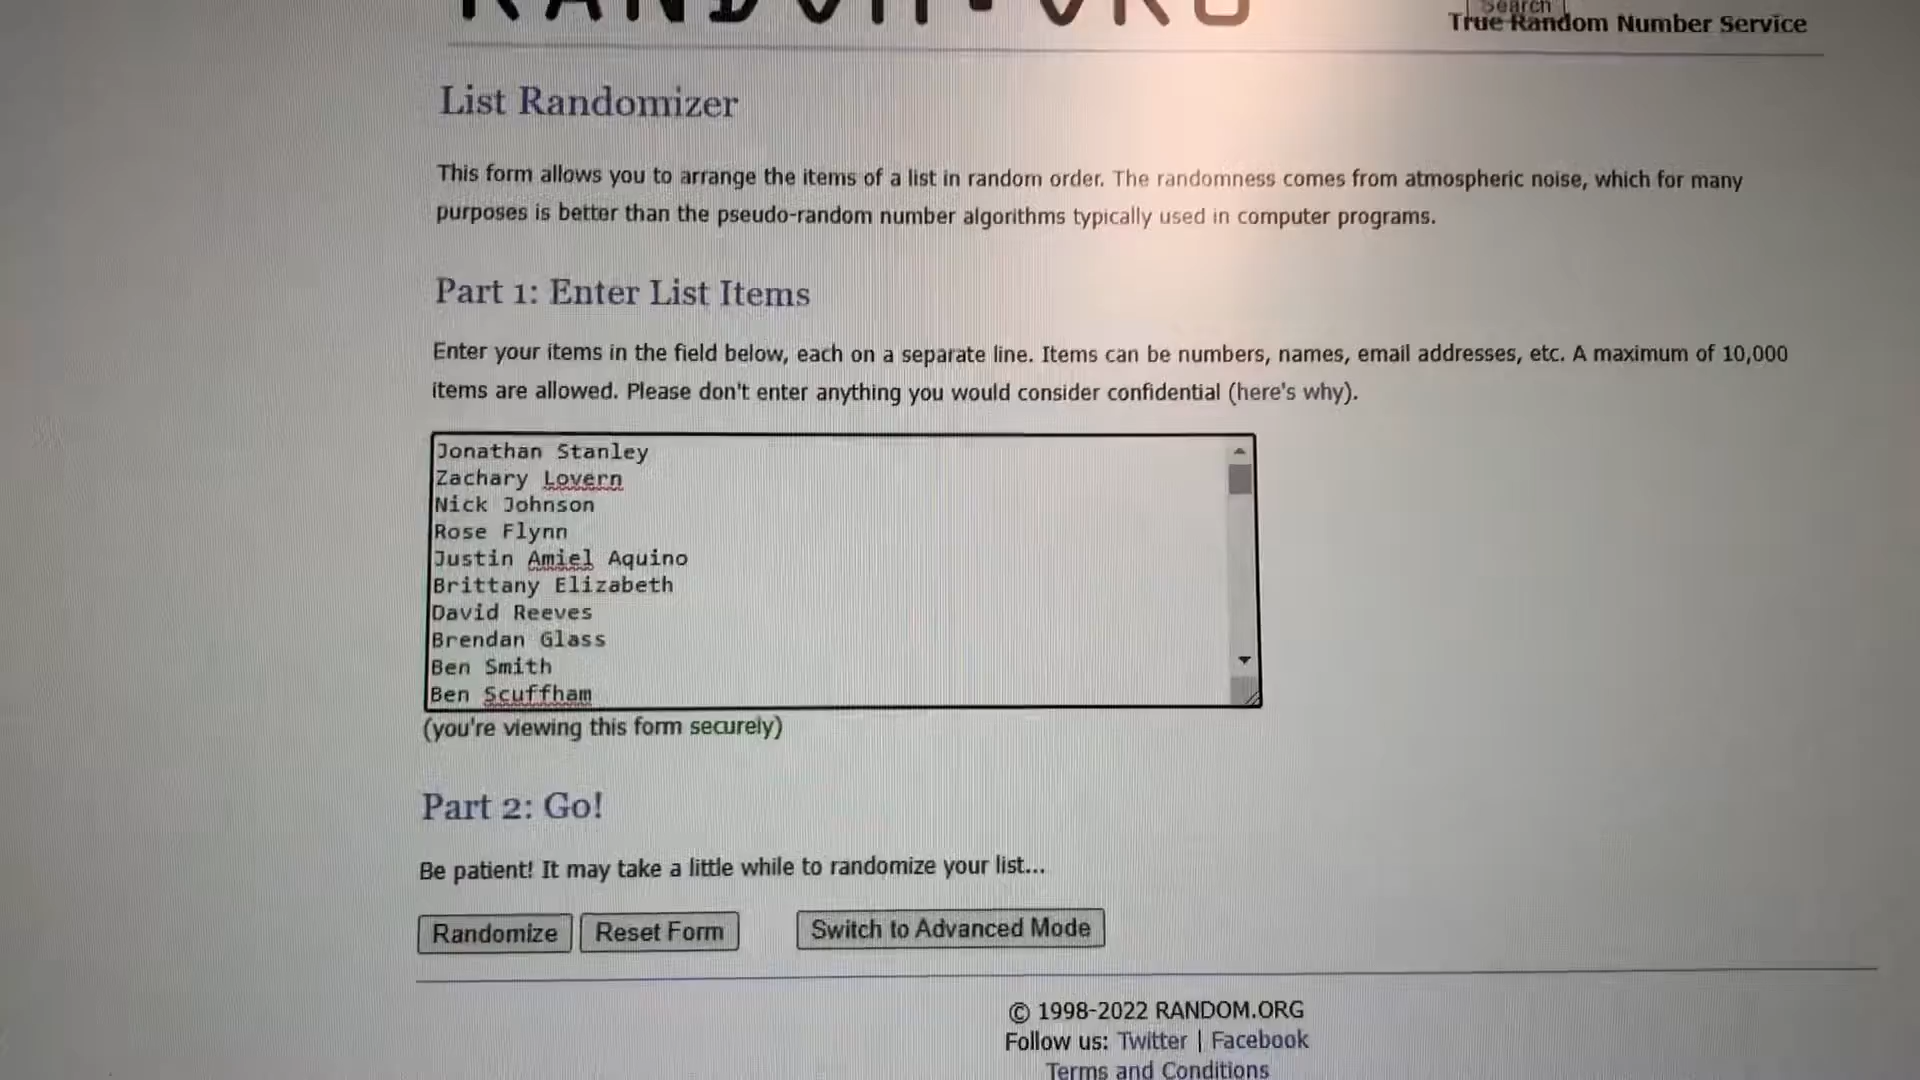 RANDOM.ORG
Search
True Random Number Service
List Randomizer
This form allows you to arrange the items of a list in random order. The randomness comes from atmospheric noise, which for many
purposes is better than the pseudo-random number algorithms typically used in computer programs.
Part 1: Enter List Items
Enter your items in the field below, each on a separate line. Items can be numbers, names, email addresses, etc. A maximum of 10,000
items are allowed. Please don't enter anything you would consider confidential (here's why).
Jonathan Stanley
Zachary Lovern
Nick Johnson
Rose Flynn
Justin Amiel Aquino
Brittany Elizabeth
David Reeves
Brendan Glass
Ben Smith
Ben Scuffham
(you're viewing this form securely)
Part 2: Go!
Be patient! It may take a little while to randomize your list...
Randomize Reset Form Switch to Advanced Mode
© 1998-2022 RANDOM.ORG
Follow us: Twitter | Facebook
Terms and Conditions